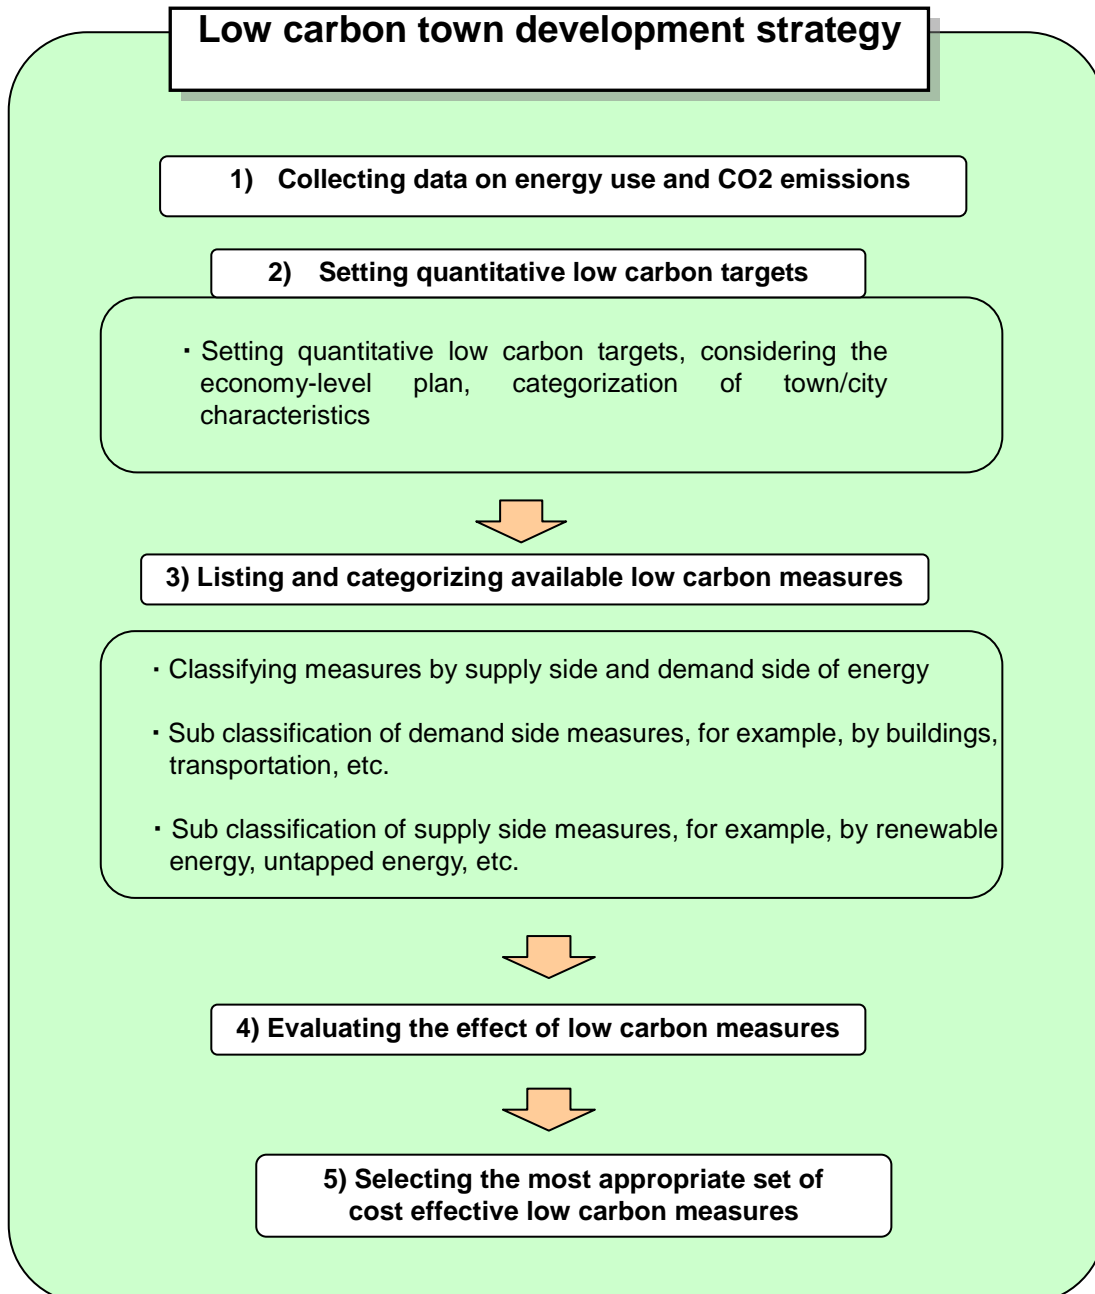 Low carbon town development strategy
1) Collecting data on energy use and CO2 emissions
2) Setting quantitative low carbon targets
・Setting quantitative low carbon targets, considering the
economy-level plan, categorization of town/city
characteristics
3) Listing and categorizing available low carbon measures
・Classifying measures by supply side and demand side of energy
・Sub classification of demand side measures, for example, by buildings,
transportation, etc.
・Sub classification of supply side measures, for example, by renewable
energy, untapped energy, etc.
4) Evaluating the effect of low carbon measures
5) Selecting the most appropriate set of
cost effective low carbon measures